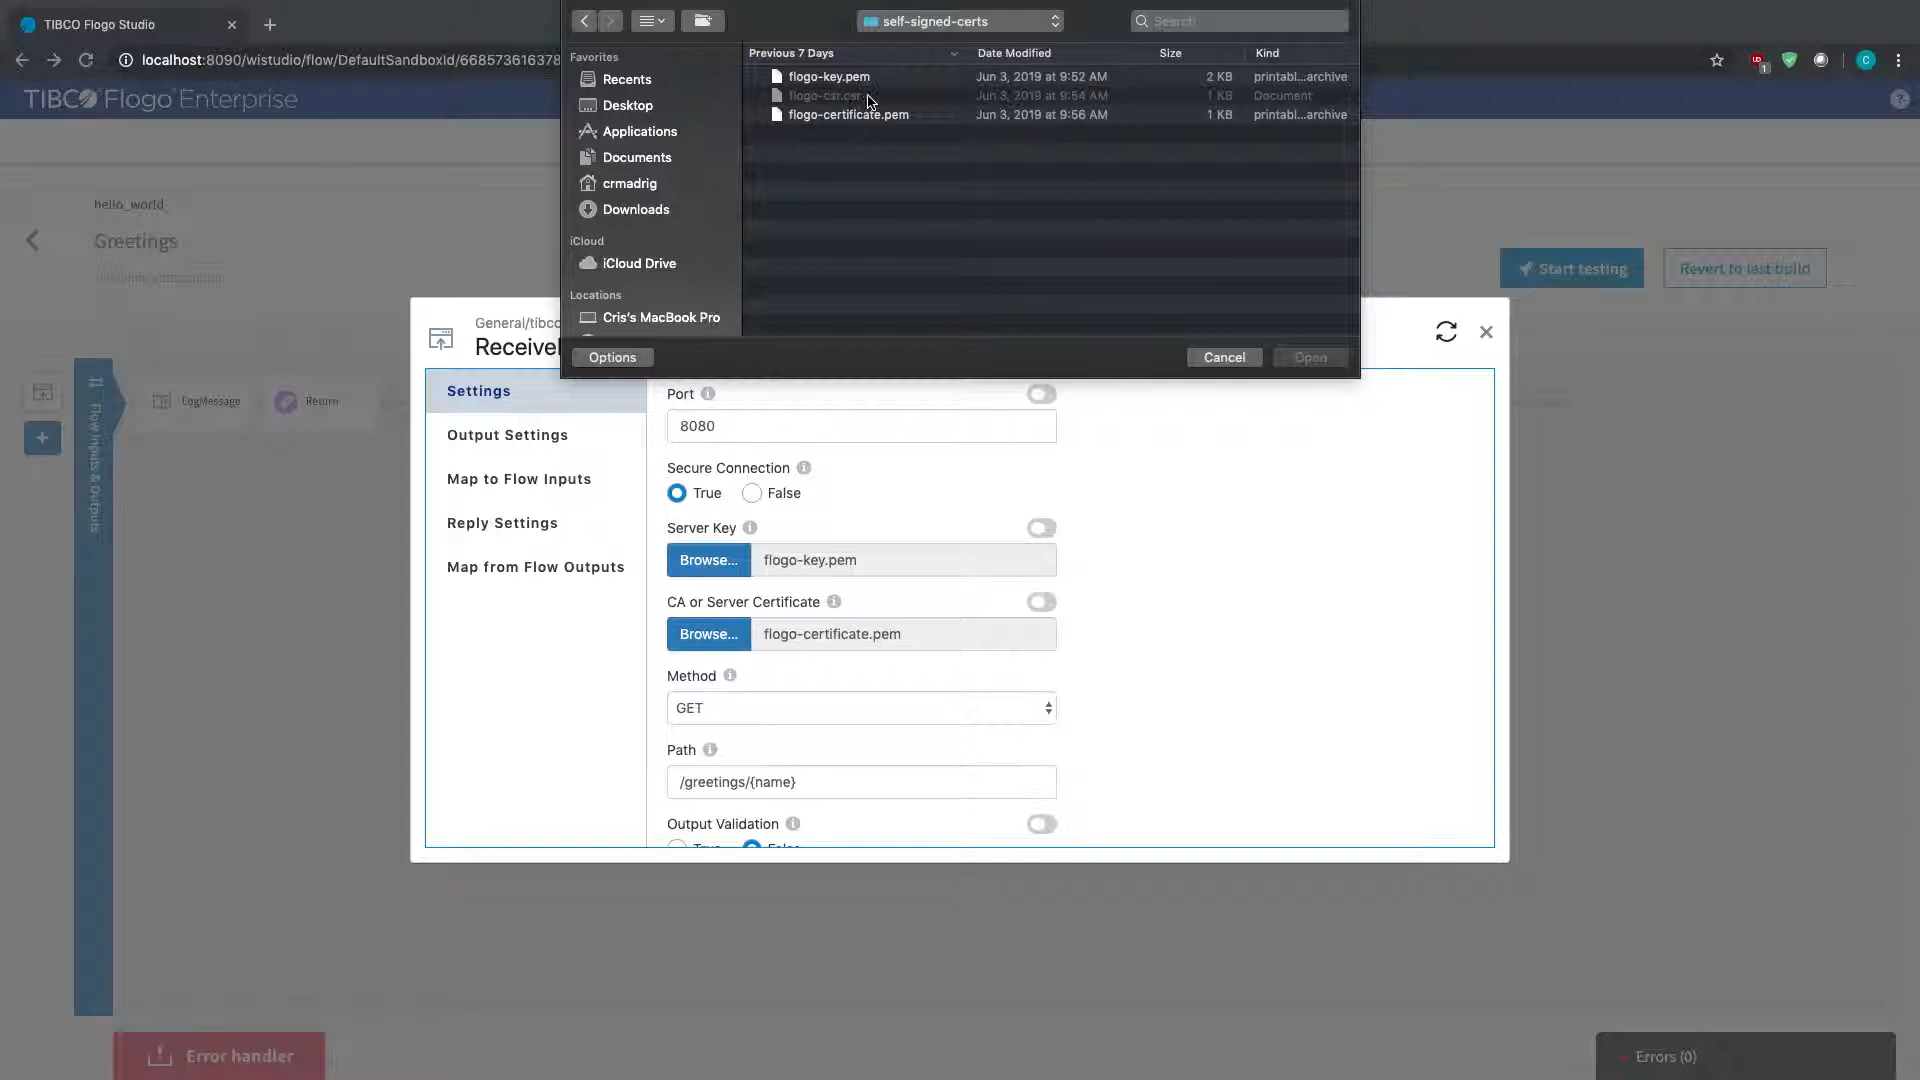 TIBCO Flogo Studio
localhost:8090/wistudio/flow/DefaultSandboxId/668573616378
TIBCO Flogo Enterprise
self-signed-certs
Search
Favorites
Recents
Desktop
Applications
Documents
crmadrig
Downloads
iCloud
iCloud Drive
Locations
Cris's MacBook Pro
Previous 7 Days
Date Modified
Size
Kind
flogo-key.pem Jun 3, 2019 at 9:52 AM 2 KB printabl...archive
flogo-csr.csr Jun 3, 2019 at 9:54 AM 1 KB Document
flogo-certificate.pem Jun 3, 2019 at 9:56 AM 1 KB printabl...archive
Options
Cancel
Open
hello_world
Greetings
Start testing
Revert to last build
Flow Inputs & Outputs
LogMessage
Return
General/tibco
Receive
Settings
Output Settings
Map to Flow Inputs
Reply Settings
Map from Flow Outputs
Port
8080
Secure Connection
True
False
Server Key
Browse...
flogo-key.pem
CA or Server Certificate
Browse...
flogo-certificate.pem
Method
GET
Path
/greetings/{name}
Output Validation
True
False
Error handler
Errors (0)